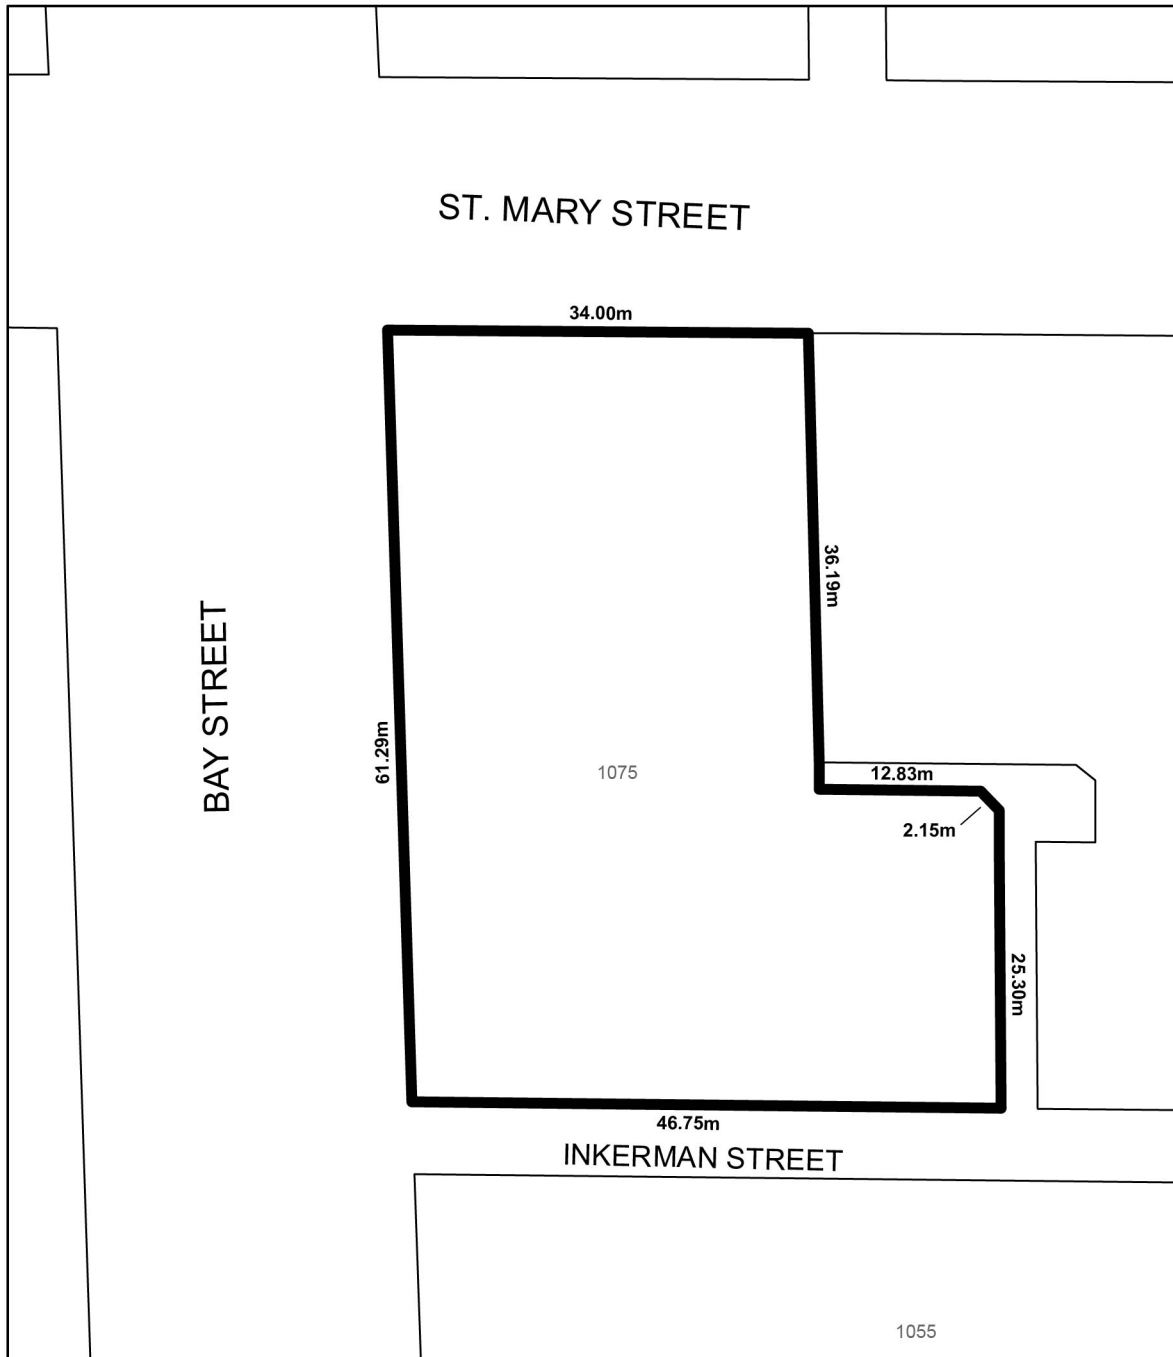 ST. MARY STREET
34.00m
36.19m
BAY STREET
61.29m
1075
12.83m
2.15m
25.30m
46.75m
INKERMAN STREET
1055